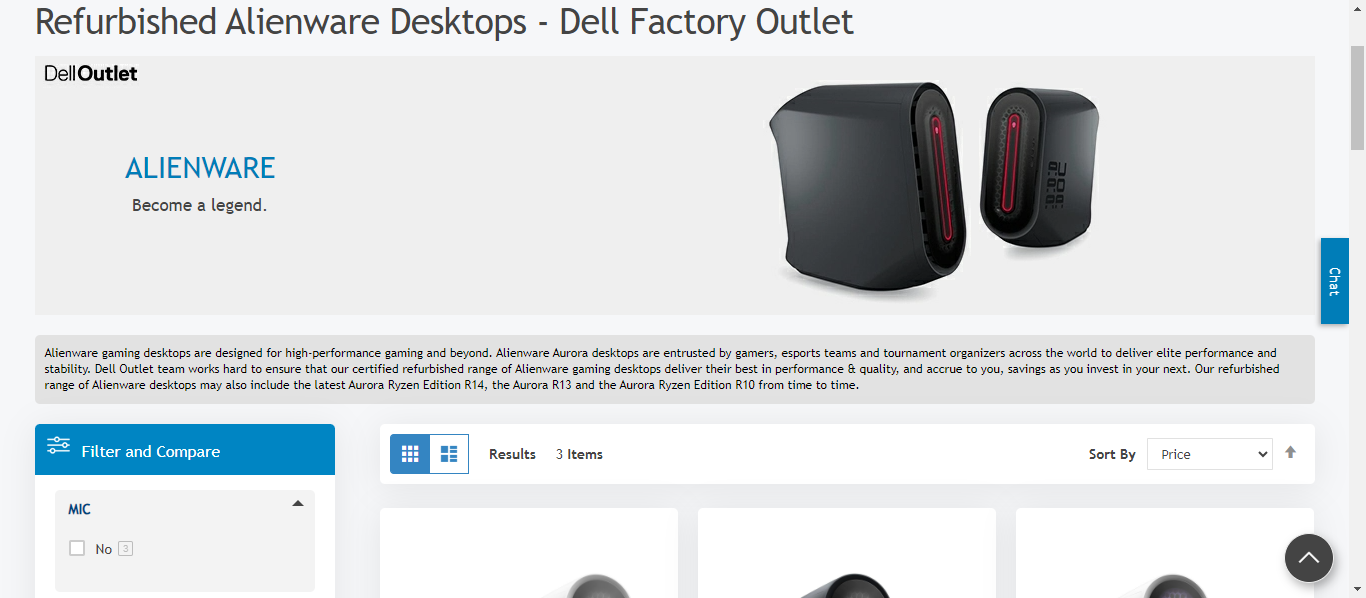 Refurbished Alienware Desktops - Dell Factory Outlet
DellOutlet
ALIENWARE
Become a legend.
Chat
Alienware gaming desktops are designed for high-performance gaming and beyond. Alienware Aurora desktops are entrusted by gamers, esports teams and tournament organizers across the world to deliver elite performance and
stability. Dell Outlet team works hard to ensure that our certified refurbished range of Alienware gaming desktops deliver their best in performance & quality, and accrue to you, savings as you invest in your next. Our refurbished
range of Alienware desktops may also include the latest Aurora Ryzen Edition R14, the Aurora R13 and the Aurora Ryzen Edition R10 from time to time.
Filter and Compare
Results 3 Items
Sort By Price
MIC
No 3